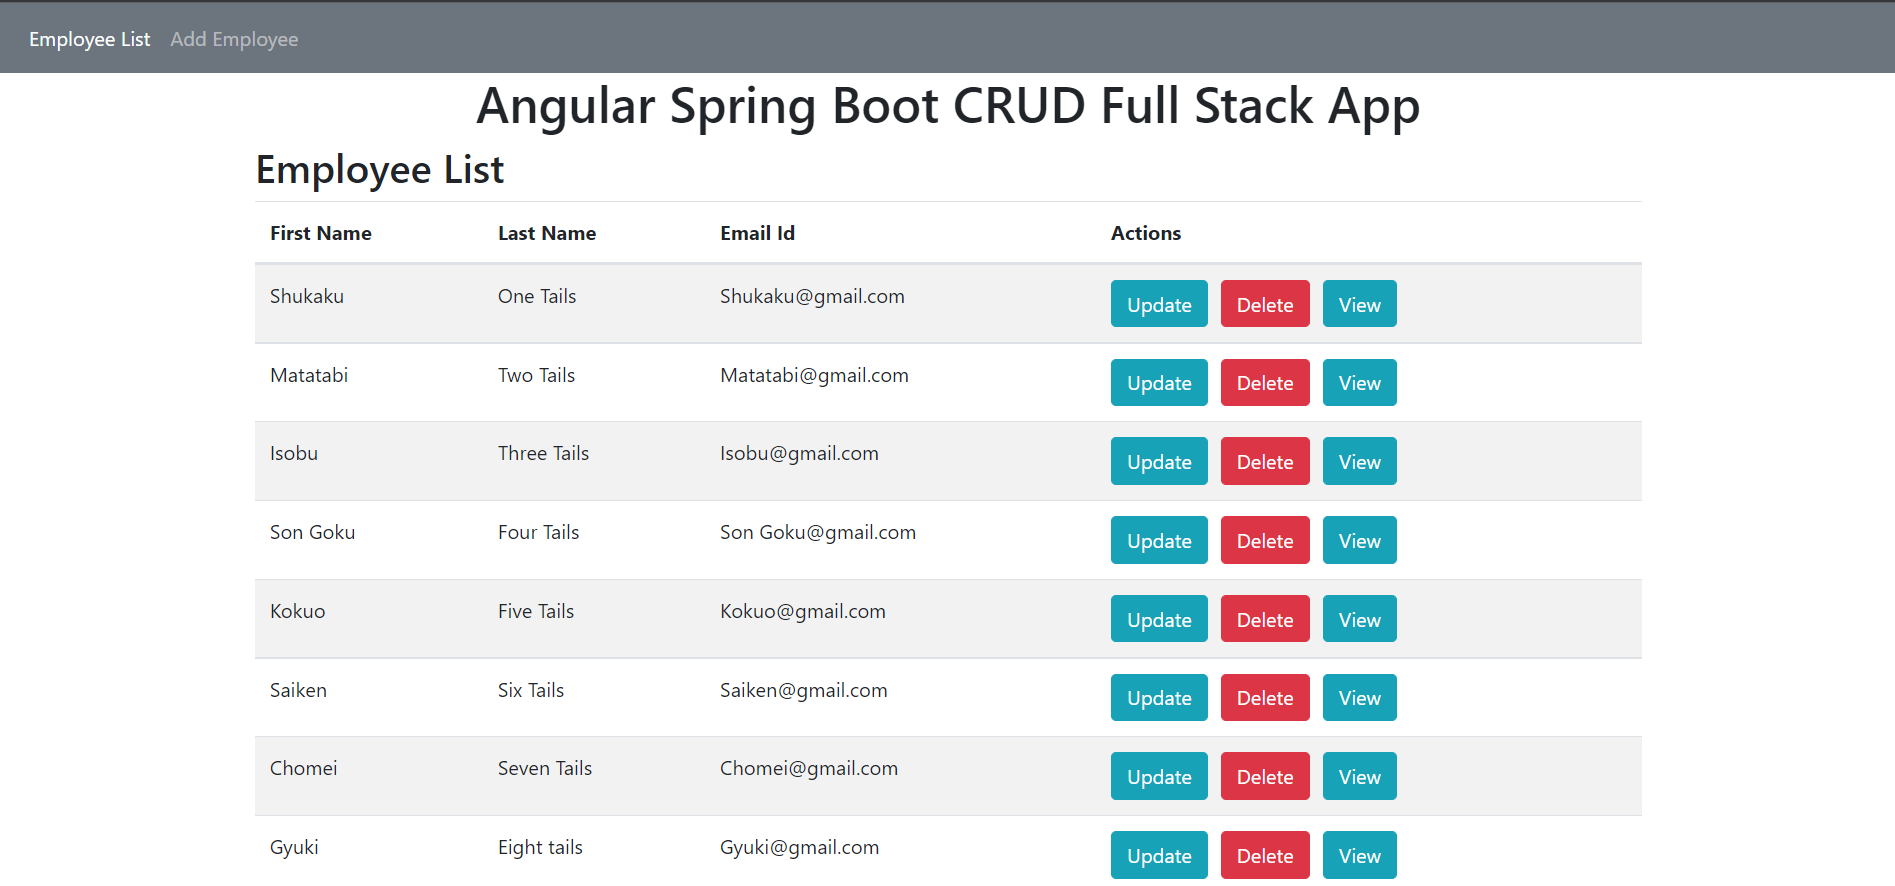 Employee List Add Employee
Angular Spring Boot CRUD Full Stack App
Employee List
First Name Last Name Email Id Actions
Shukaku One Tails Shukaku@gmail.com Update Delete View
Matatabi Two Tails Matatabi@gmail.com Update Delete View
Isobu Three Tails Isobu@gmail.com Update Delete View
Son Goku Four Tails Son Goku@gmail.com Update Delete View
Kokuo Five Tails Kokuo@gmail.com Update Delete View
Saiken Six Tails Saiken@gmail.com Update Delete View
Chomei Seven Tails Chomei@gmail.com Update Delete View
Gyuki Eight tails Gyuki@gmail.com Update Delete View